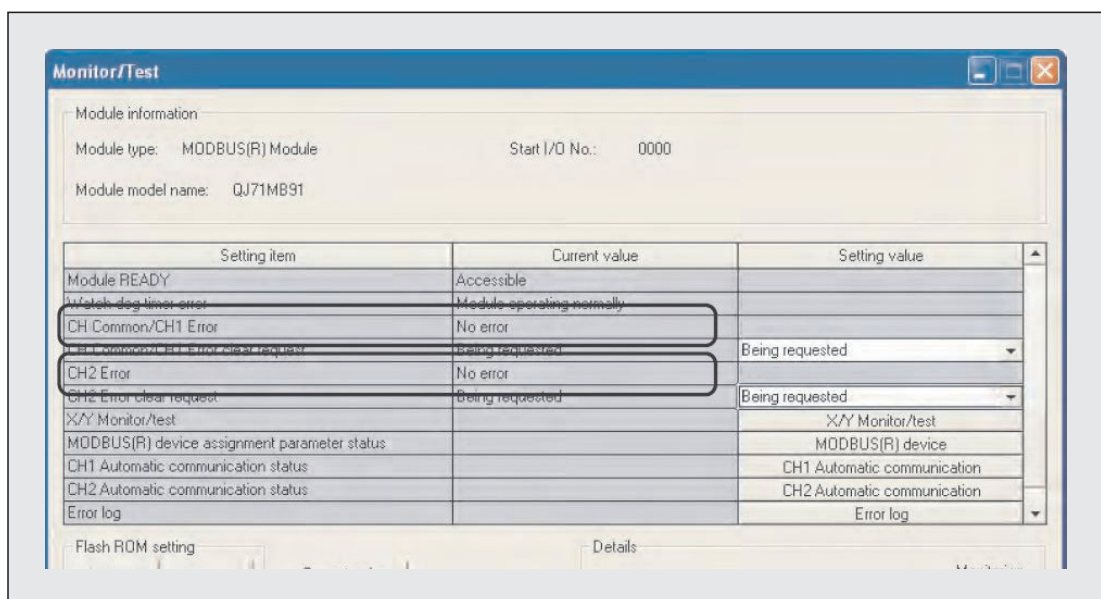 Monitor/Test
Module information
Module type: MODBUS(R) Module Start I/O No.: 0000
Module model name: QJ71MB91
Setting item Current value Setting value
Module READY Accessible
Watch dog timer error Module operating normally
CH Common/CH1 Error No error
CH Common/CH1 Error clear request Being requested Being requested
CH2 Error No error
CH2 Error clear request Being requested Being requested
X/Y Monitor/test X/Y Monitor/test
MODBUS(R) device assignment parameter status MODBUS(R) device
CH1 Automatic communication status CH1 Automatic communication
CH2 Automatic communication status CH2 Automatic communication
Error log Error log
Flash ROM setting Details